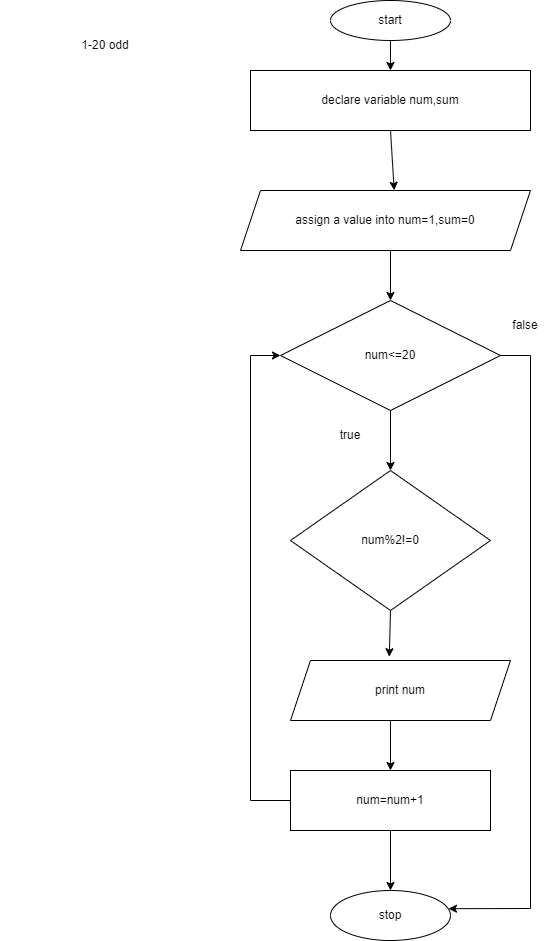 start
1-20 odd
declare variable num,sum
assign a value into num=1,sum=0
false
num<=20
true
num%2!=0
print num
num=num+1
stop